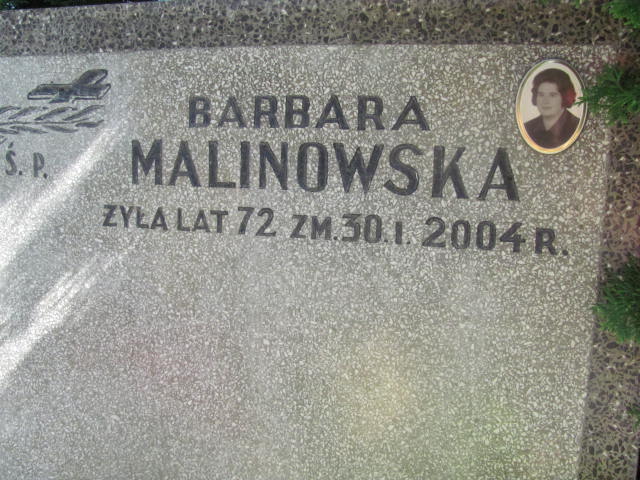 Ś. P.
BARBARA
MALINOWSKA
ŻYŁA LAT 72 ZM. 30. I. 2004 R.